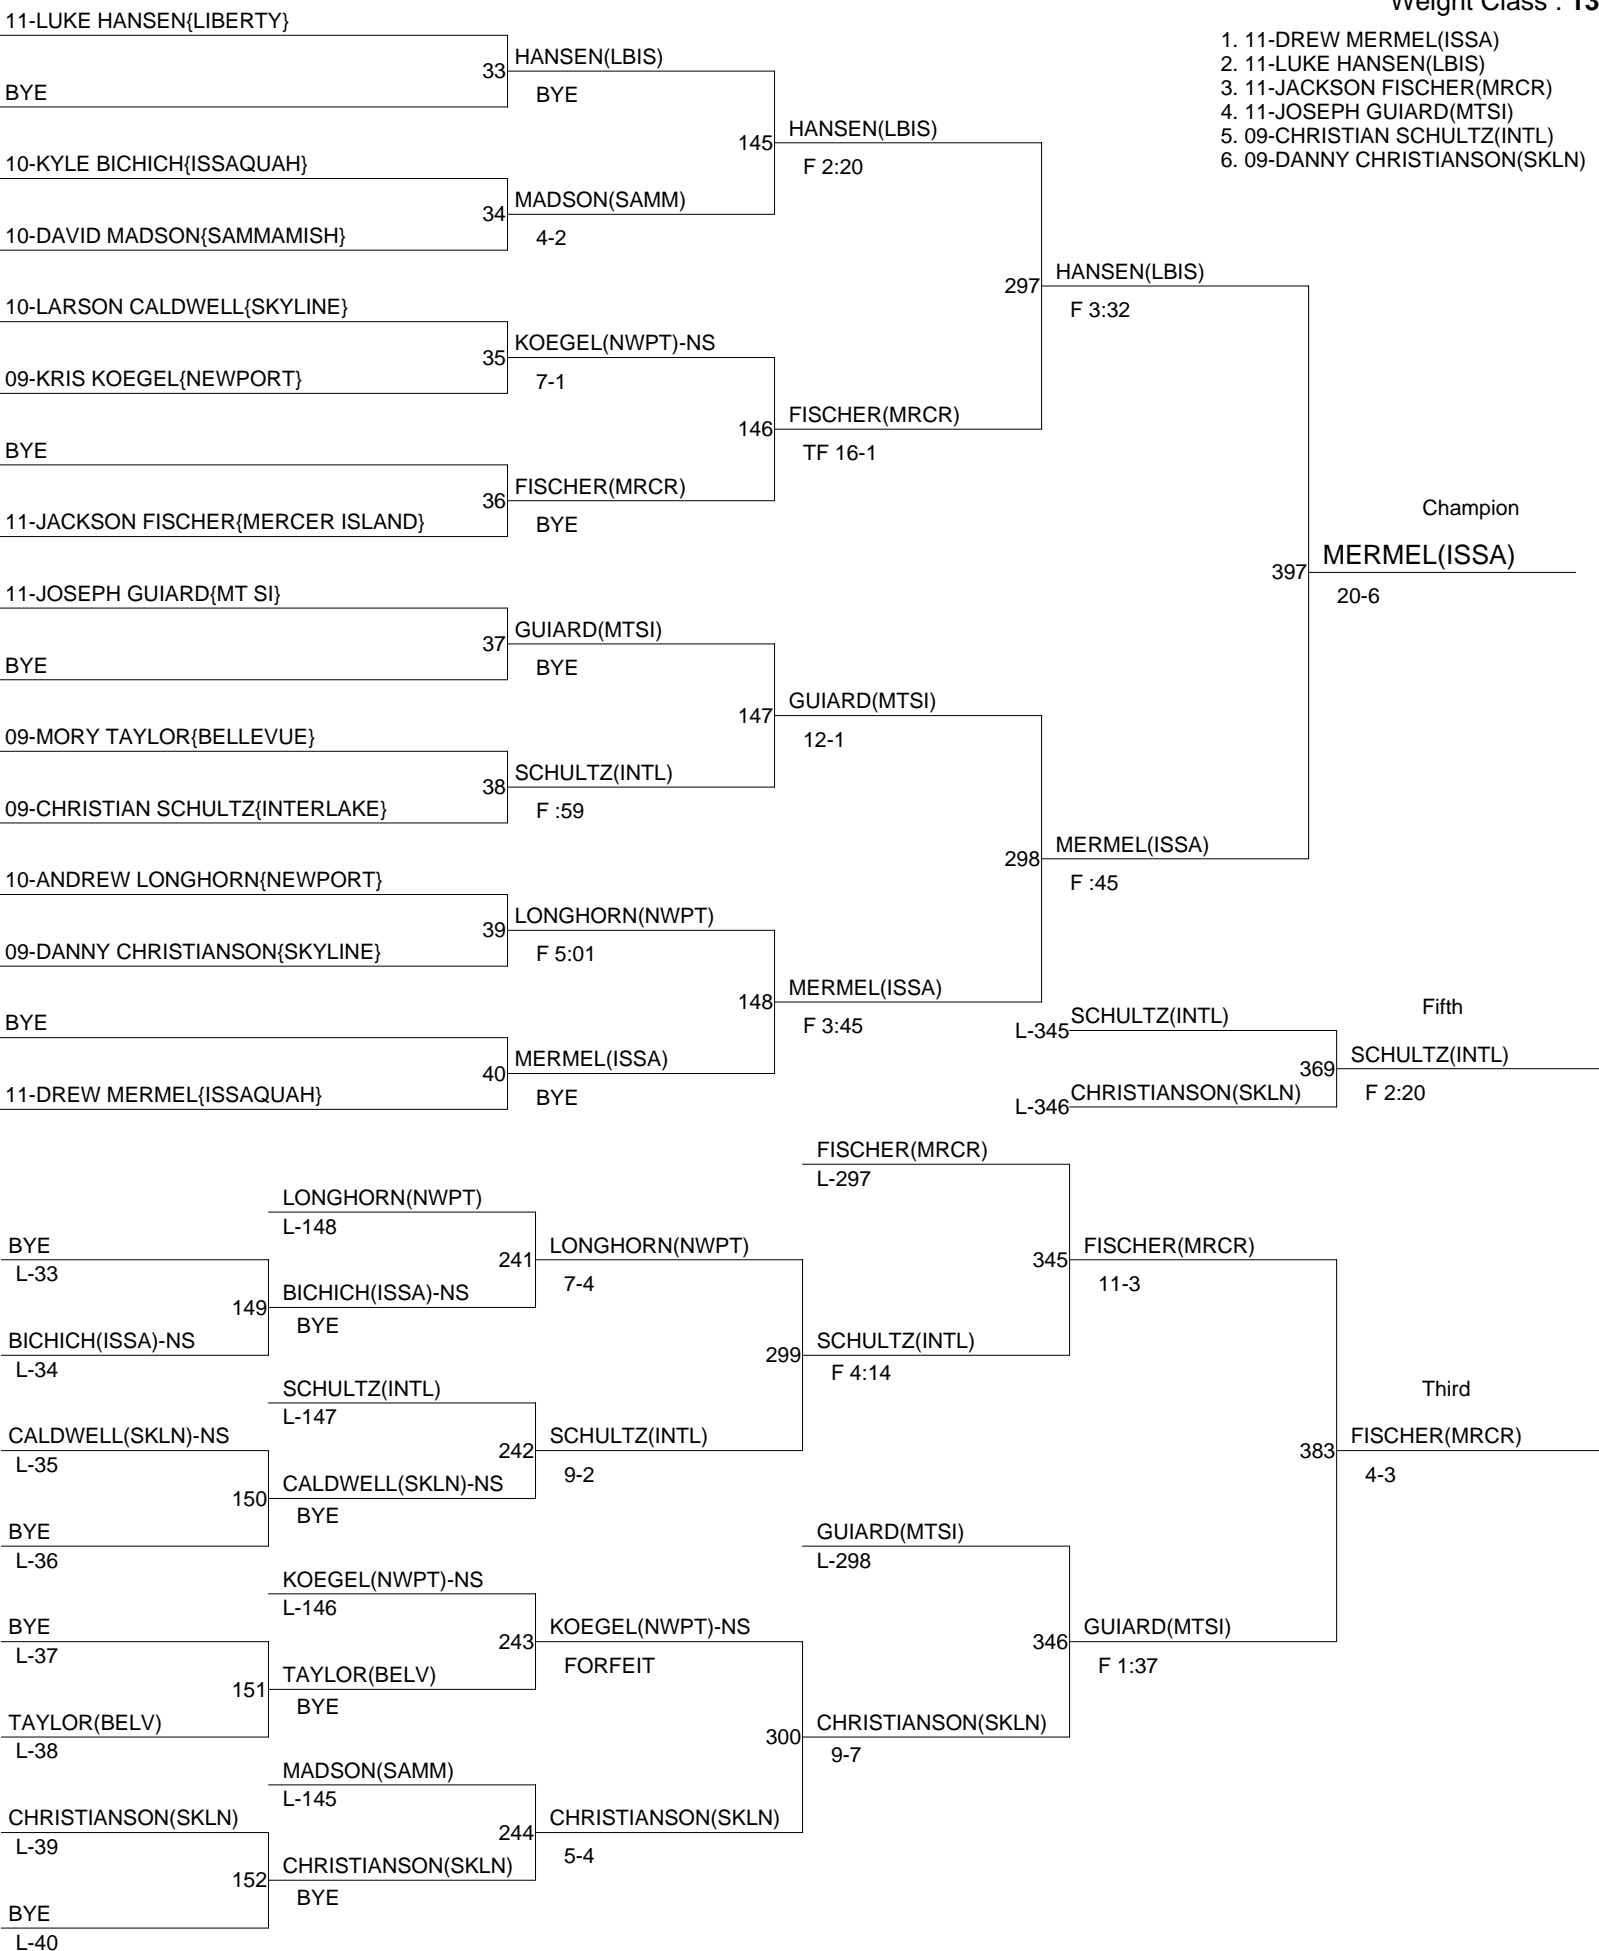 Weight Class : 13
1. 11-DREW MERMEL(ISSA)
2. 11-LUKE HANSEN(LBIS)
3. 11-JACKSON FISCHER(MRCR)
4. 11-JOSEPH GUIARD(MTSI)
5. 09-CHRISTIAN SCHULTZ(INTL)
6. 09-DANNY CHRISTIANSON(SKLN)
11-LUKE HANSEN{LIBERTY}
BYE
10-KYLE BICHICH{ISSAQUAH}
10-DAVID MADSON{SAMMAMISH}
10-LARSON CALDWELL{SKYLINE}
09-KRIS KOEGEL{NEWPORT}
BYE
11-JACKSON FISCHER{MERCER ISLAND}
11-JOSEPH GUIARD{MT SI}
BYE
09-MORY TAYLOR{BELLEVUE}
09-CHRISTIAN SCHULTZ{INTERLAKE}
10-ANDREW LONGHORN{NEWPORT}
09-DANNY CHRISTIANSON{SKYLINE}
BYE
11-DREW MERMEL{ISSAQUAH}
33 HANSEN(LBIS)
BYE
34 MADSON(SAMM)
4-2
35 KOEGEL(NWPT)-NS
7-1
36 FISCHER(MRCR)
BYE
37 GUIARD(MTSI)
BYE
38 SCHULTZ(INTL)
F :59
39 LONGHORN(NWPT)
F 5:01
40 MERMEL(ISSA)
BYE
145 HANSEN(LBIS)
F 2:20
146 FISCHER(MRCR)
TF 16-1
147 GUIARD(MTSI)
12-1
148 MERMEL(ISSA)
F 3:45
297 HANSEN(LBIS)
F 3:32
298 MERMEL(ISSA)
F :45
Champion
397 MERMEL(ISSA)
20-6
L-345 SCHULTZ(INTL)
L-346 CHRISTIANSON(SKLN)
Fifth
369 SCHULTZ(INTL)
F 2:20
BYE
L-33
BICHICH(ISSA)-NS
L-34
CALDWELL(SKLN)-NS
L-35
BYE
L-36
BYE
L-37
TAYLOR(BELV)
L-38
CHRISTIANSON(SKLN)
L-39
BYE
L-40
LONGHORN(NWPT)
L-148
149 BICHICH(ISSA)-NS
BYE
SCHULTZ(INTL)
L-147
150 CALDWELL(SKLN)-NS
BYE
KOEGEL(NWPT)-NS
L-146
151 TAYLOR(BELV)
BYE
MADSON(SAMM)
L-145
152 CHRISTIANSON(SKLN)
BYE
241 LONGHORN(NWPT)
7-4
242 SCHULTZ(INTL)
9-2
243 KOEGEL(NWPT)-NS
FORFEIT
244 CHRISTIANSON(SKLN)
5-4
FISCHER(MRCR)
L-297
299 SCHULTZ(INTL)
F 4:14
GUIARD(MTSI)
L-298
300 CHRISTIANSON(SKLN)
9-7
345 FISCHER(MRCR)
11-3
346 GUIARD(MTSI)
F 1:37
Third
383 FISCHER(MRCR)
4-3